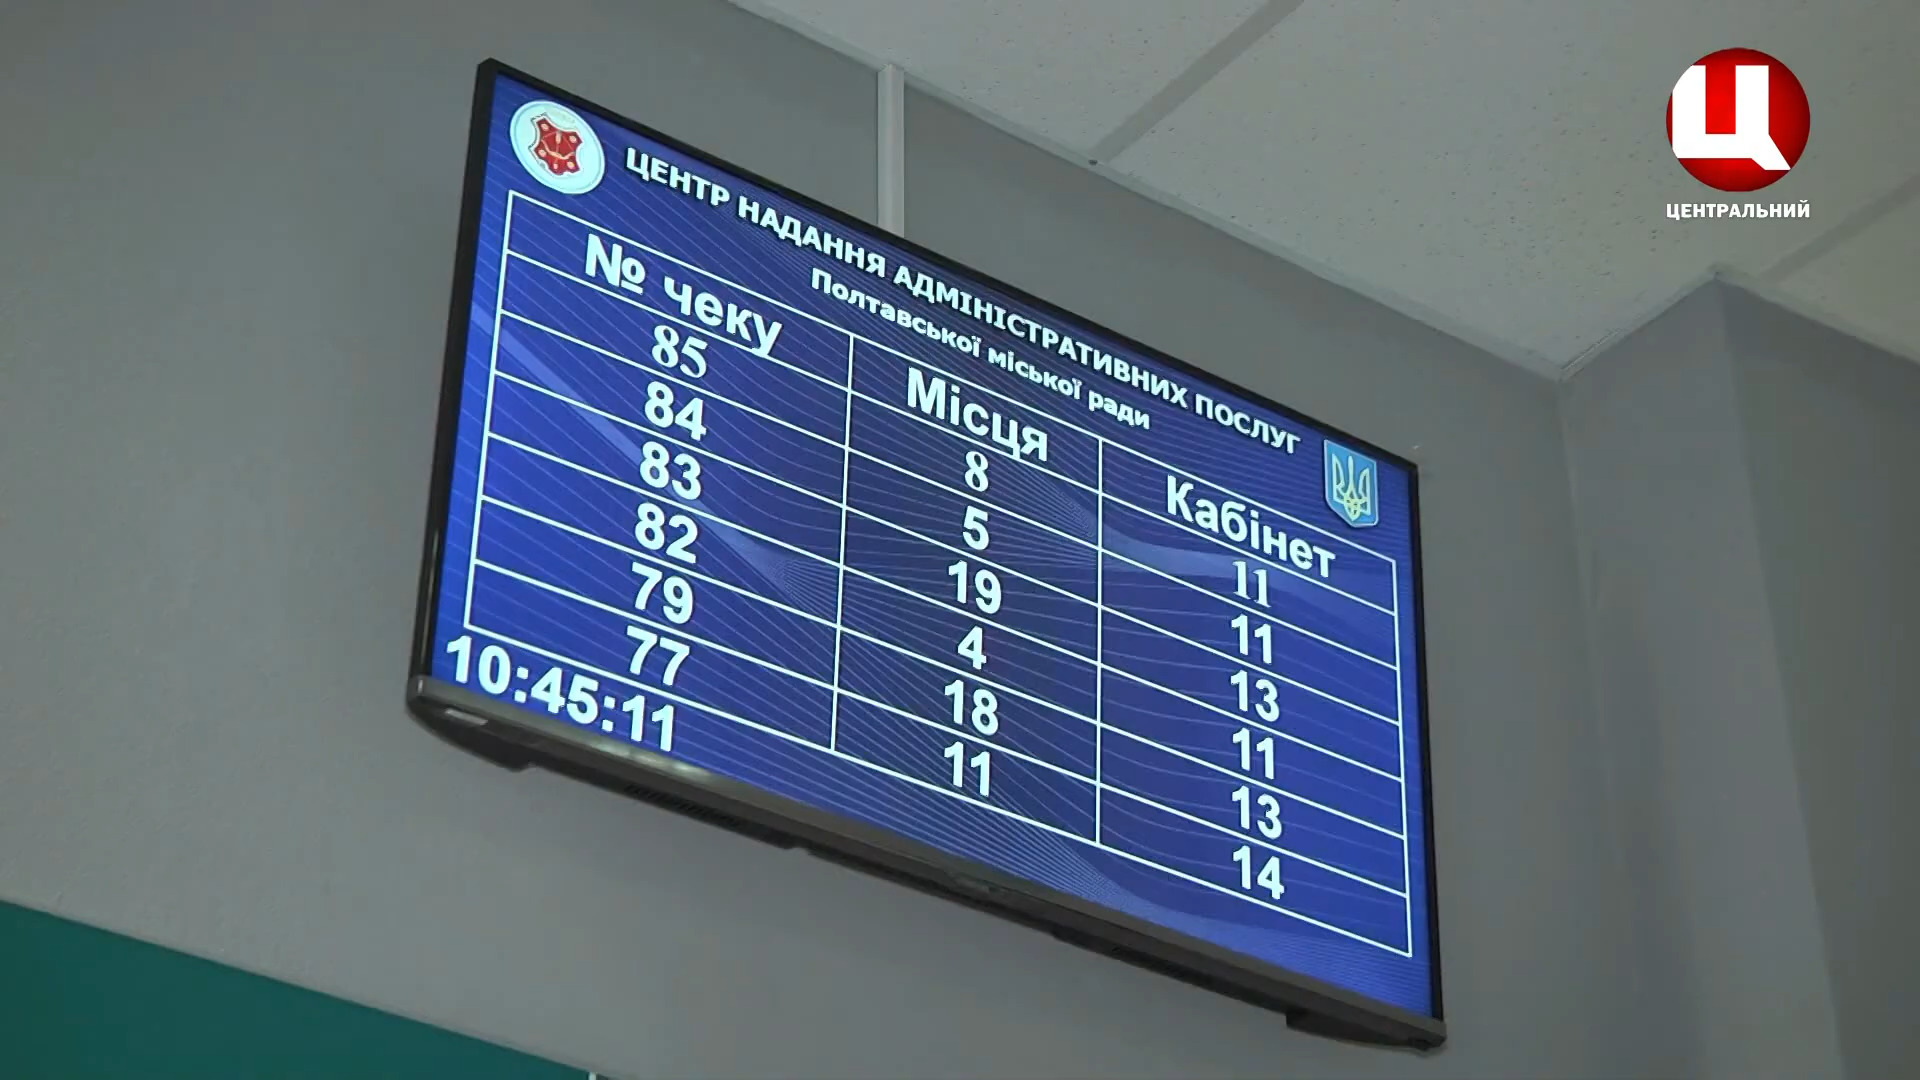 ЦЕНТР НАДАННЯ АДМІНІСТРАТИВНИХ ПОСЛУГ
Полтавської міської ради
№ чеку Місця Кабінет
85 8 11
84 5 11
83 19 13
82 4 11
79 18 13
77 11 14
10:45:11
Ц
ЦЕНТРАЛЬНИЙ